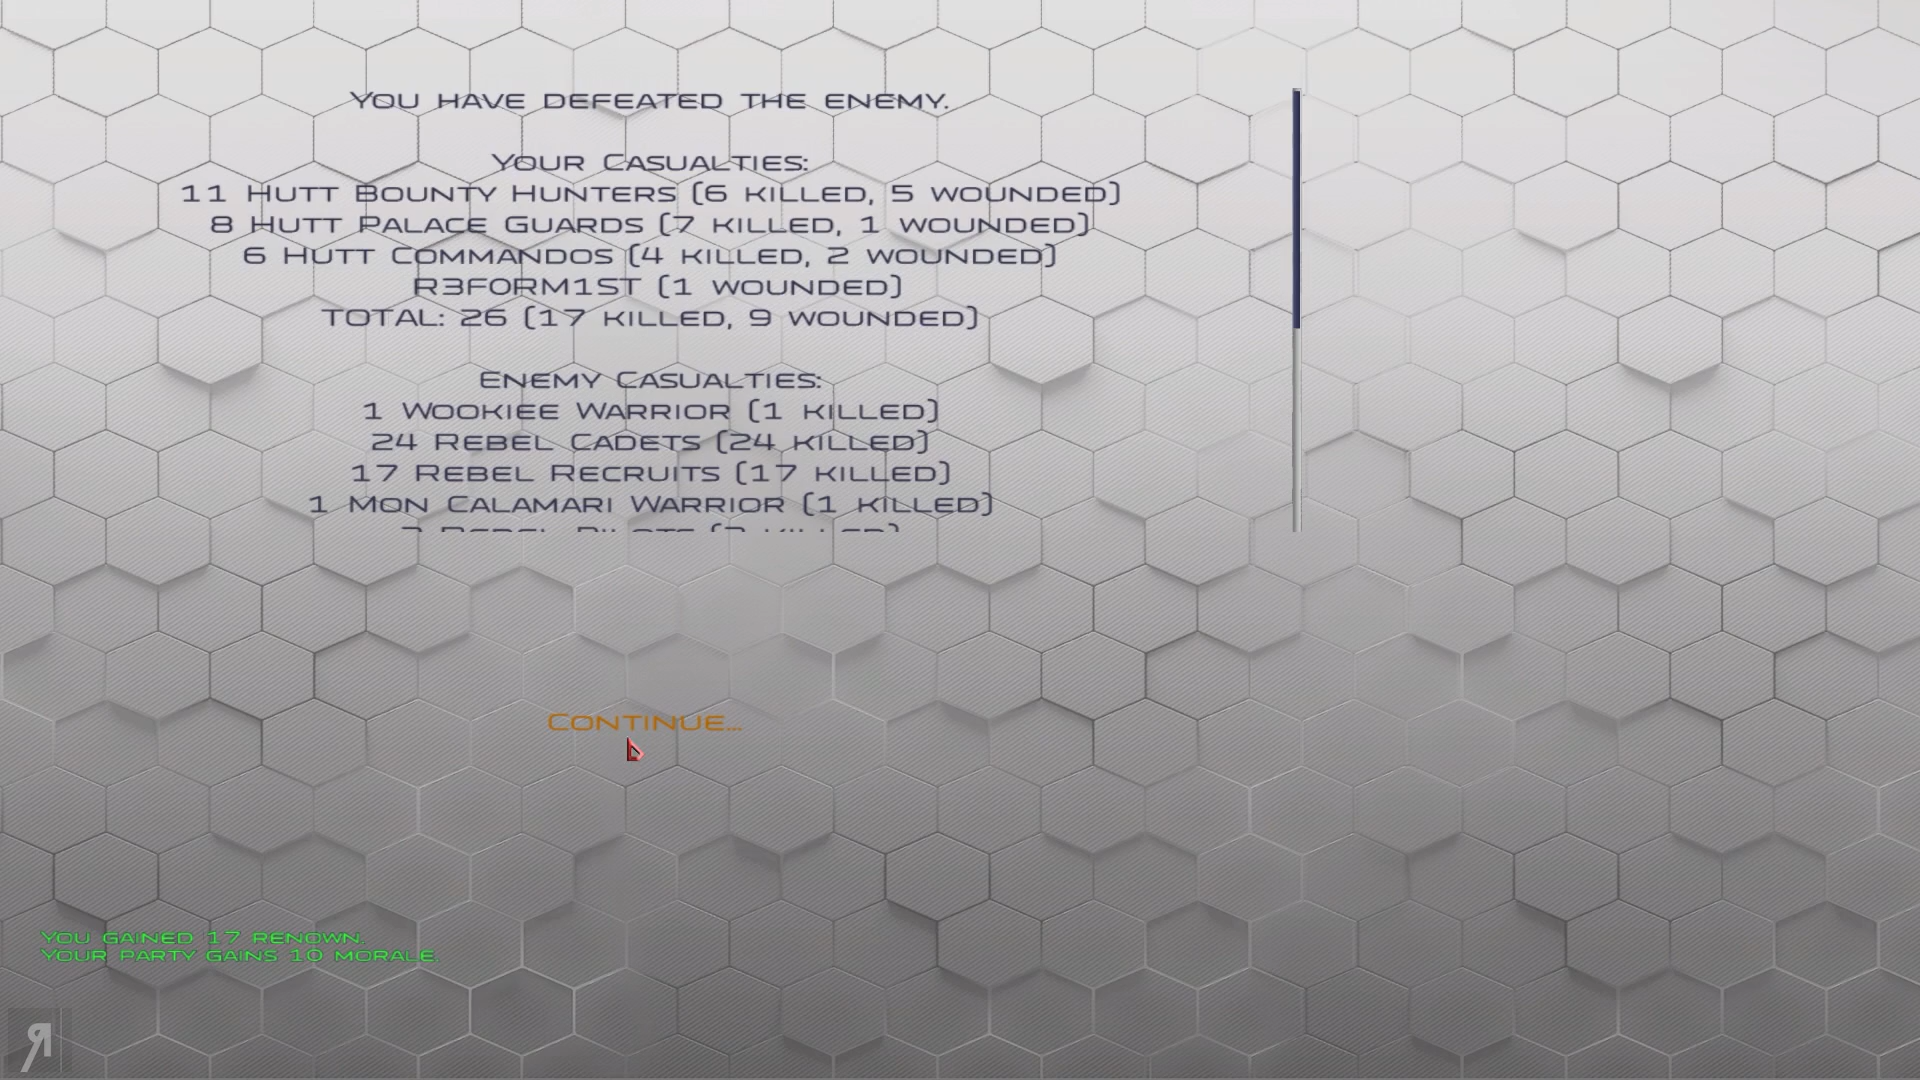 You have defeated the enemy.
Your Casualties:
11 Hutt Bounty Hunters (6 killed, 5 wounded)
8 Hutt Palace Guards (7 killed, 1 wounded)
6 Hutt Commandos (4 killed, 2 wounded)
R3FORM1ST (1 wounded)
TOTAL: 26 (17 killed, 9 wounded)
Enemy Casualties:
1 Wookiee Warrior (1 killed)
24 Rebel Cadets (24 killed)
17 Rebel Recruits (17 killed)
1 Mon Calamari Warrior (1 killed)
Continue...
You gained 17 renown.
Your party gains 10 morale.